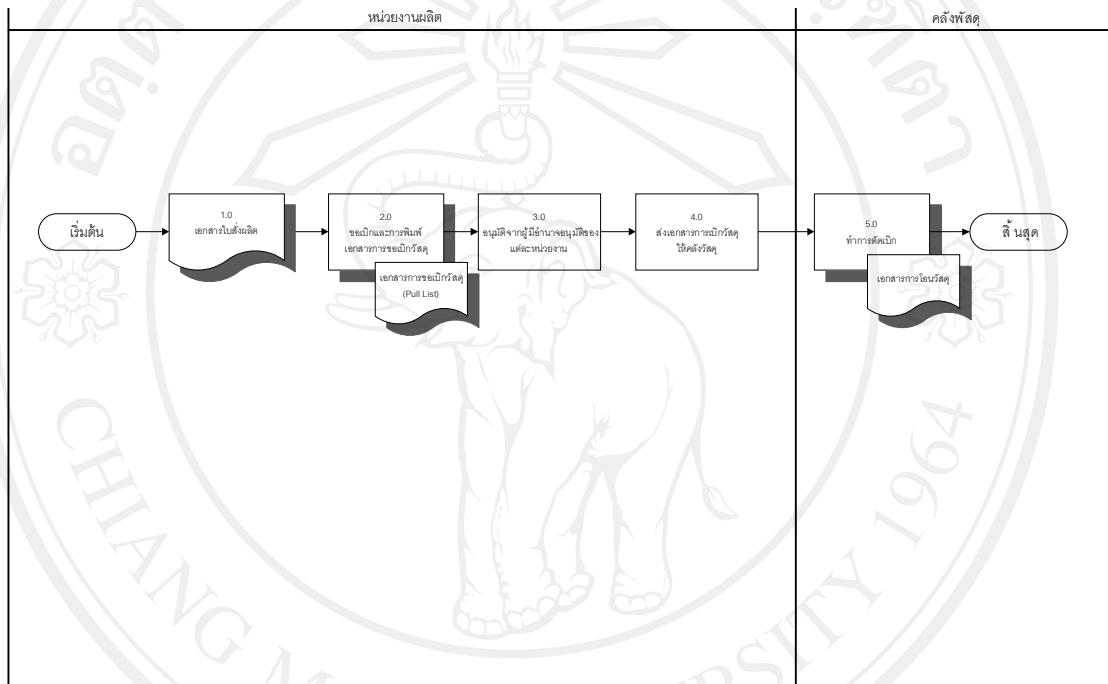 หน่วยงานผลิต
คลังพัสดุ
เริ่มต้น
1.0
เอกสารใบสั่งผลิต
2.0
ขอเบิกและการพิมพ์
เอกสารการขอเบิกวัสดุ
เอกสารการขอเบิกวัสดุ
(Pull List)
3.0
อนุมัติจากผู้มีอำนาจอนุมัติของ
แต่ละหน่วยงาน
4.0
ส่งเอกสารการเบิกวัสดุ
ให้คลังวัสดุ
5.0
ทำการตัดเบิก
เอกสารการโอนวัสดุ
สิ้นสุด
CHIANG M
ERSITY 1964